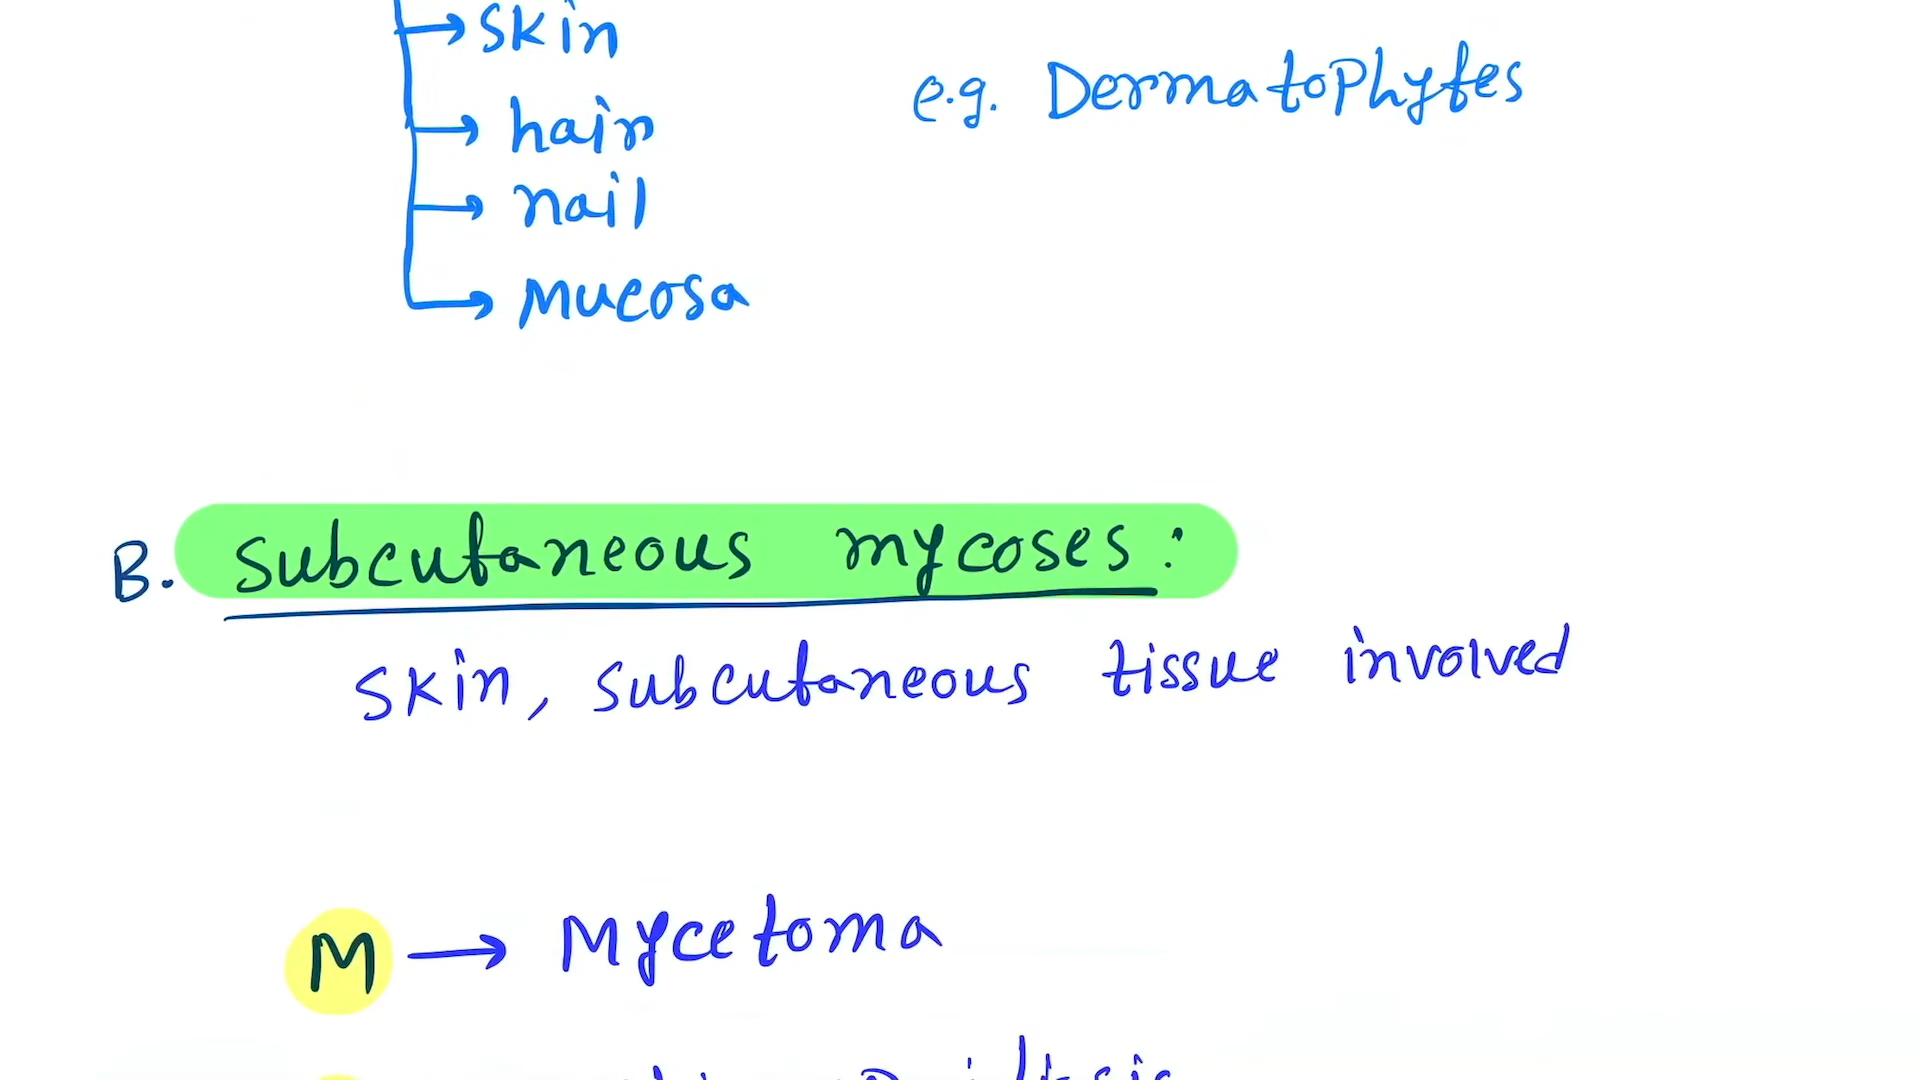 → skin
e.g. Dermatophytes
→ hair
→ nail
→ mucosa
B. subcutaneous mycoses:
skin, subcutaneous tissue involved
M → Mycetoma